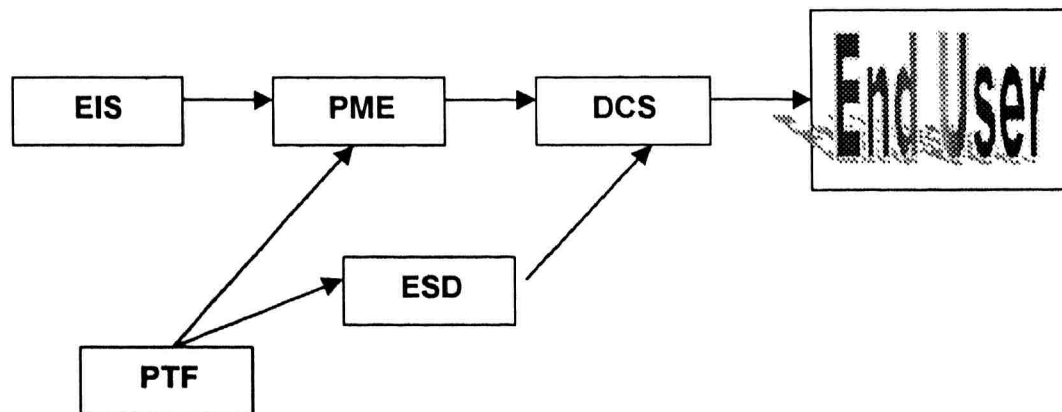 EIS
PME
DCS
End User
ESD
PTF